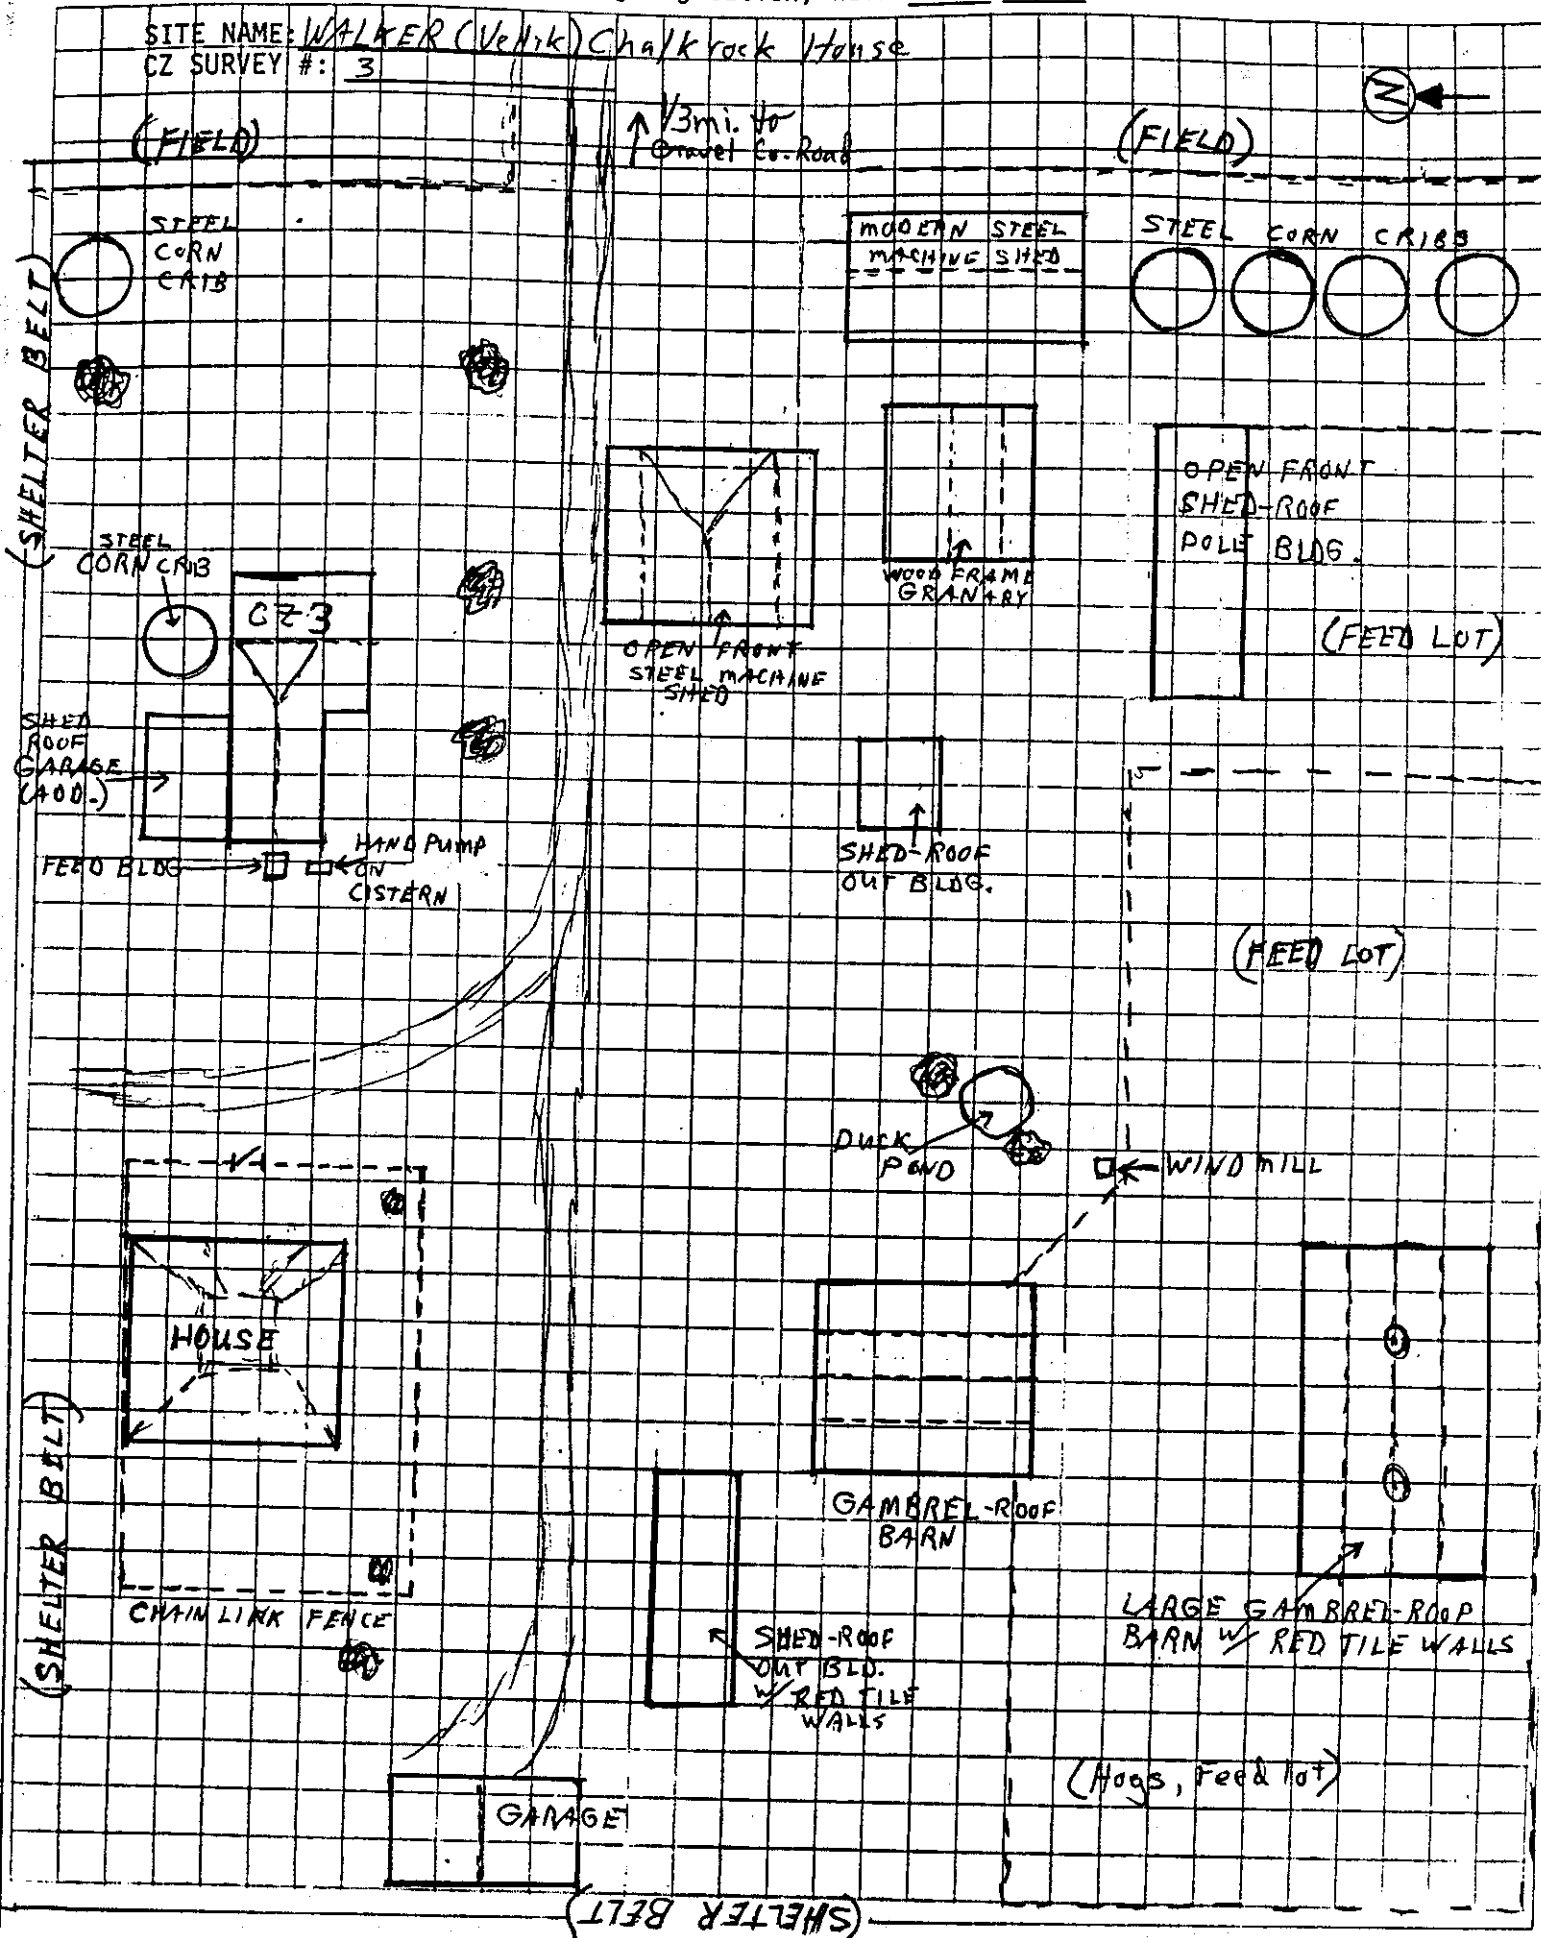 SITE NAME: WALKER (Vellik) Chalkrock House
CZ SURVEY #: 3
N
(FIELD)
1/3 mi. to
Gravel Co. Road
(FIELD)
STEEL
CORN
CRIB
MODERN STEEL
MACHINE SHED
STEEL CORN CRIBS
(SHELTER BELT)
OPEN FRONT
SHED-ROOF
POLE BLDG.
STEEL
CORN CRIB
CZ3
WOOD FRAME
GRANARY
(FEED LOT)
OPEN FRONT
STEEL MACHINE
SHED
SHED
ROOF
GARAGE
(ADD.)
FEED BLDG
HAND PUMP
ON
CISTERN
SHED-ROOF
OUT BLDG.
(FEED LOT)
DUCK
POND
WIND MILL
HOUSE
(SHELTER BELT)
GAMBREL-ROOF
BARN
CHAIN LINK FENCE
LARGE GAMBREL-ROOF
BARN W/ RED TILE WALLS
SHED-ROOF
OUT BLD.
W/ RED TILE
WALLS
(Hogs, Feed lot)
GARAGE
(SHELTER BELT)